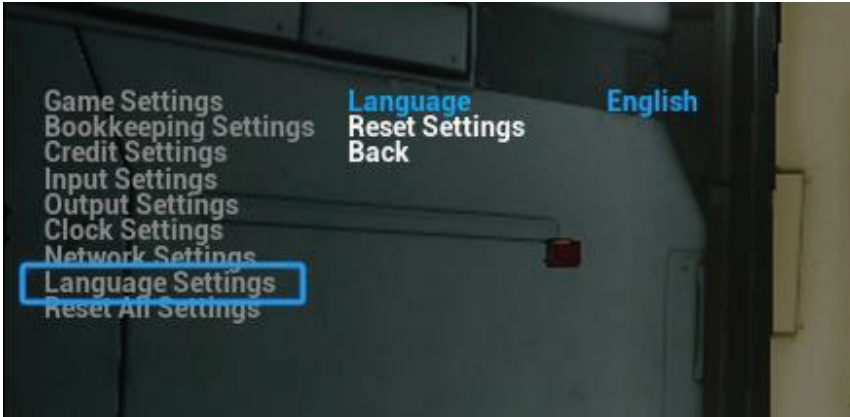 Game Settings
Bookkeeping Settings
Credit Settings
Input Settings
Output Settings
Clock Settings
Network Settings
Language Settings
Reset All Settings
Language English
Reset Settings
Back